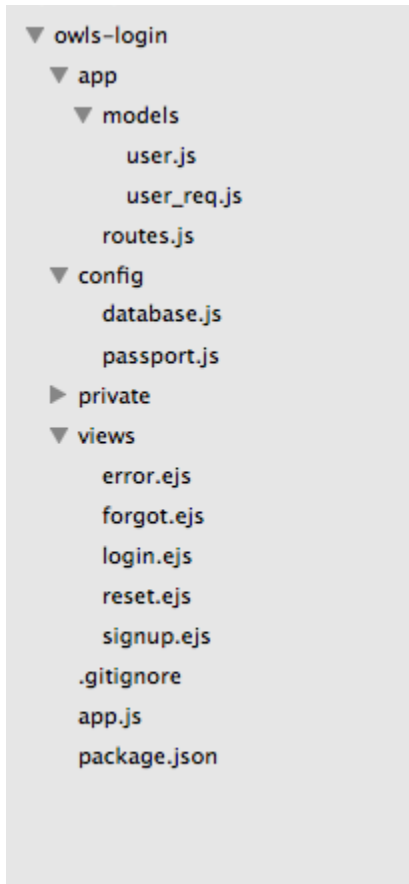 owls-login
app
models
user.js
user_req.js
routes.js
config
database.js
passport.js
private
views
error.ejs
forgot.ejs
login.ejs
reset.ejs
signup.ejs
.gitignore
app.js
package.json